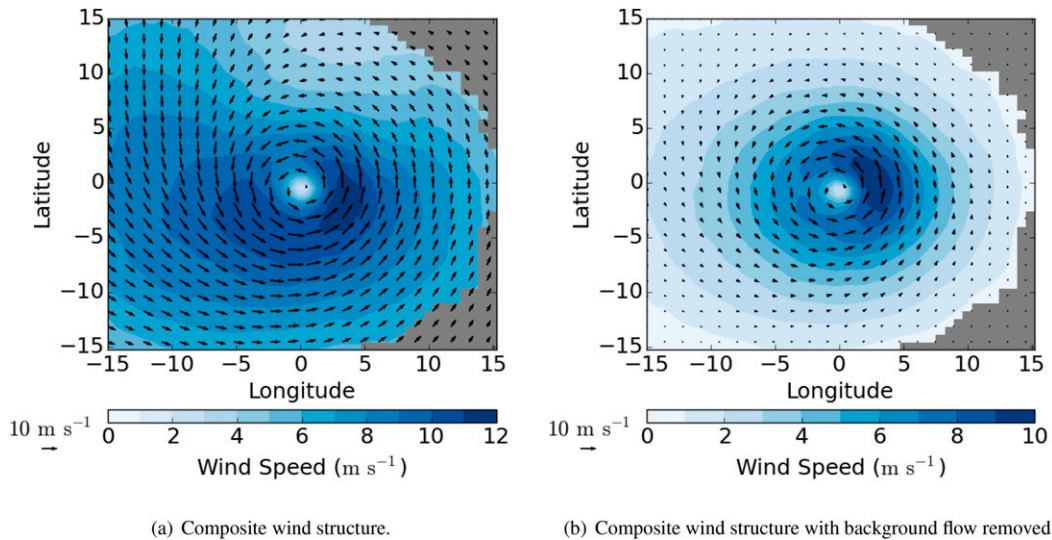 15
10
5
0
−5
−10
−15
Latitude
−15 −10 −5 0 5 10 15
Longitude
10 m s⁻¹
0 2 4 6 8 10 12
Wind Speed (m s⁻¹)
(a) Composite wind structure.
15
10
5
0
−5
−10
−15
Latitude
−15 −10 −5 0 5 10 15
Longitude
10 m s⁻¹
0 2 4 6 8 10
Wind Speed (m s⁻¹)
(b) Composite wind structure with background flow removed